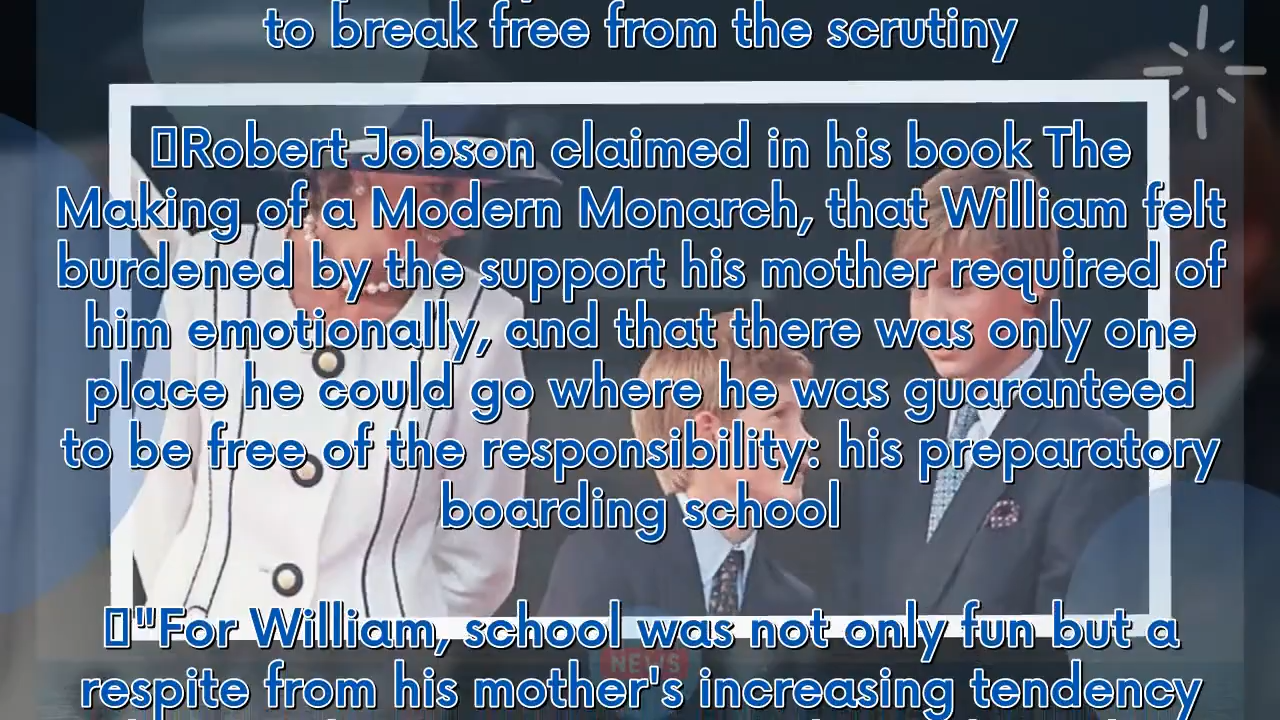 to break free from the scrutiny
Robert Jobson claimed in his book The
Making of a Modern Monarch, that William felt
burdened by the support his mother required of
him emotionally, and that there was only one
place he could go where he was guaranteed
to be free of the responsibility: his preparatory
boarding school
"For William, school was not only fun but a
NEWS
respite from his mother's increasing tendency